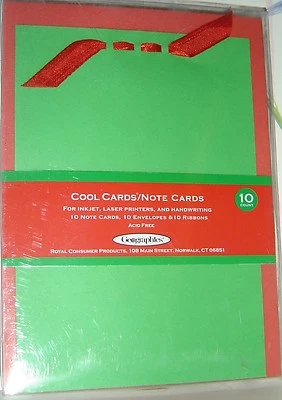 COOL CARDS™/NOTE CARDS
FOR INKJET, LASER PRINTERS, AND HANDWRITING
10 NOTE CARDS, 10 ENVELOPES & 10 RIBBONS
ACID FREE
10
COUNT
Geographics®
ROYAL CONSUMER PRODUCTS, 108 MAIN STREET, NORWALK, CT 06851